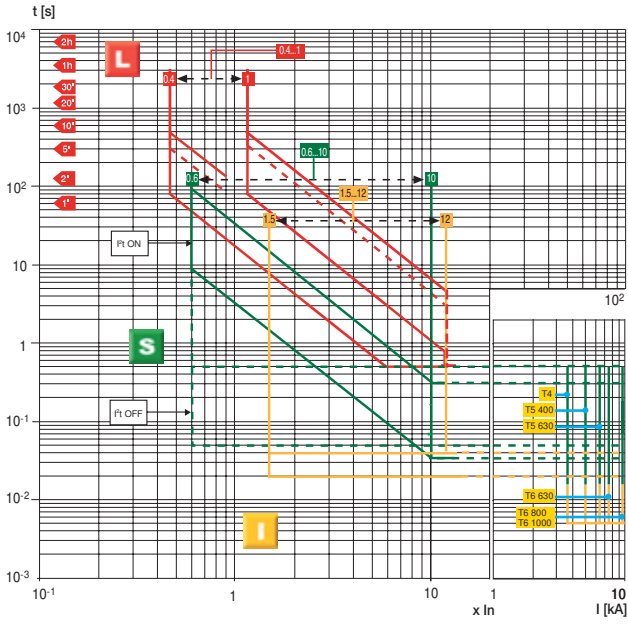 t [s]
10⁴
2h
L
1h
0.4
1
0.4...1
30'
20'
10³
10'
5'
0.6...10
2'
0.6
10
10²
1.5...12
1'
1.5
12
I²t ON
10
10²
1
S
T4
I²t OFF
T5 400
10⁻¹
T5 630
T6 630
10⁻²
T6 800
I
T6 1000
10⁻³
10⁻¹
1
10
1
10
x In
I [kA]